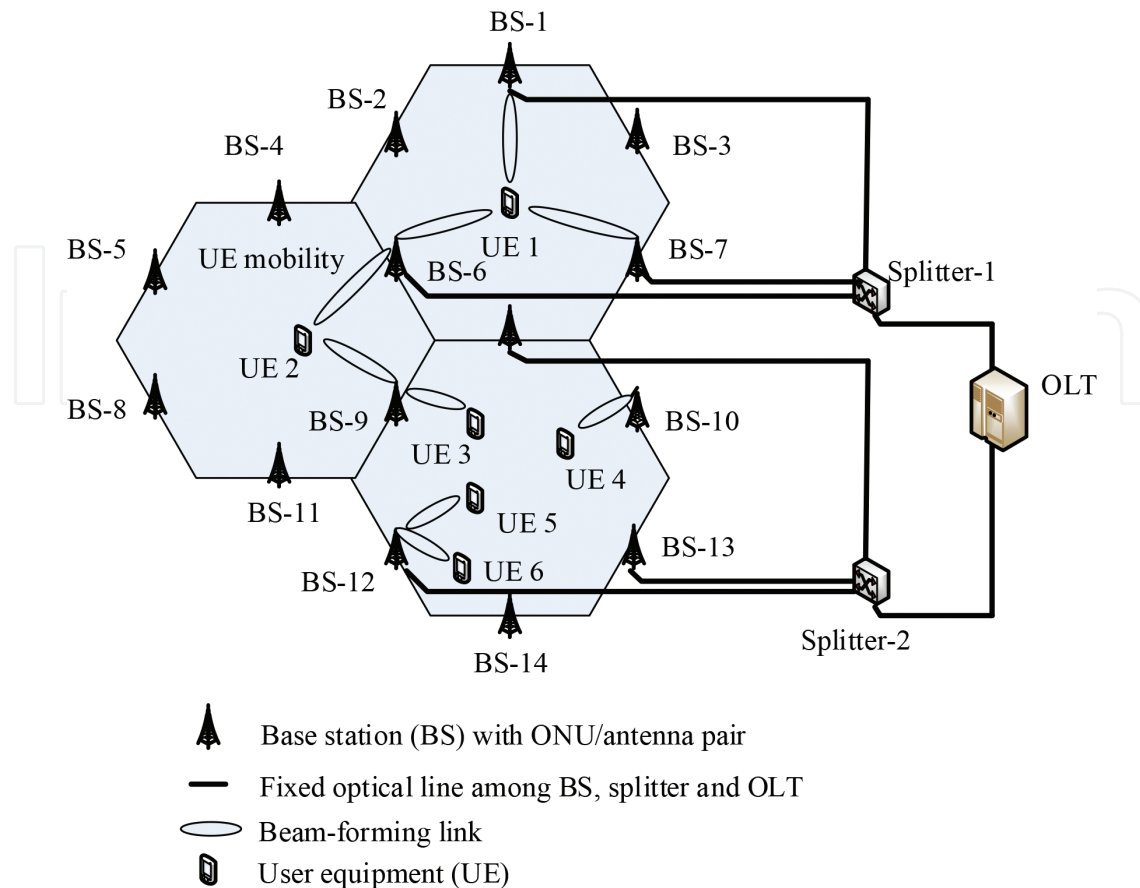 BS-1
BS-2
BS-3
BS-4
UE 1
BS-5
UE mobility
BS-6
BS-7
Splitter-1
UE 2
OLT
BS-8
BS-9
BS-10
UE 3
UE 4
UE 5
BS-11
BS-12
UE 6
BS-13
BS-14
Splitter-2
Base station (BS) with ONU/antenna pair
Fixed optical line among BS, splitter and OLT
Beam-forming link
User equipment (UE)